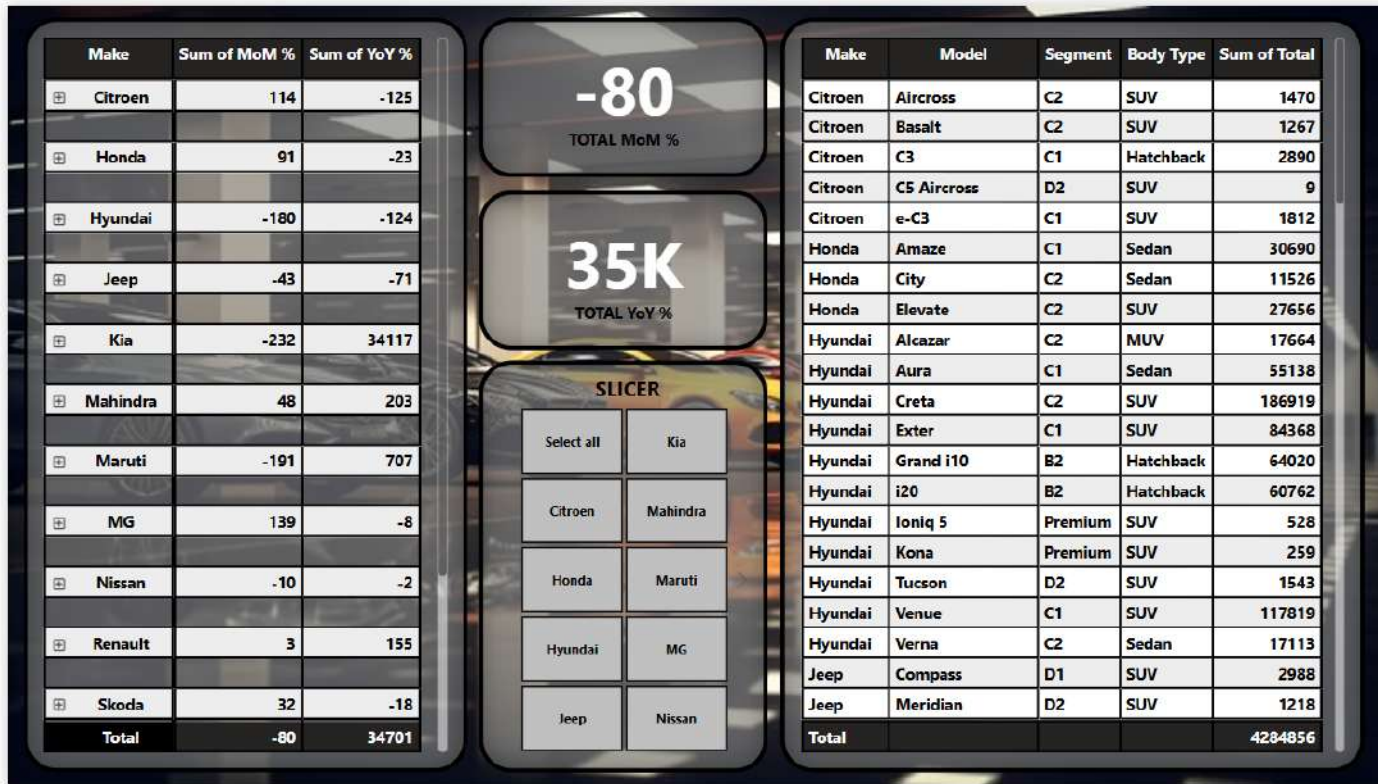 Make Sum of MoM % Sum of YoY %
Citroen 114 -125
Honda 91 -23
Hyundai -180 -124
Jeep -43 -71
Kia -232 34117
Mahindra 48 203
Maruti -191 707
MG 139 -8
Nissan -10 -2
Renault 3 155
Skoda 32 -18
Total -80 34701
-80
TOTAL MoM %
35K
TOTAL YoY %
SLICER
Select all Kia
Citroen Mahindra
Honda Maruti
Hyundai MG
Jeep Nissan
Make Model Segment Body Type Sum of Total
Citroen Aircross C2 SUV 1470
Citroen Basalt C2 SUV 1267
Citroen C3 C1 Hatchback 2890
Citroen C5 Aircross D2 SUV 9
Citroen e-C3 C1 SUV 1812
Honda Amaze C1 Sedan 30690
Honda City C2 Sedan 11526
Honda Elevate C2 SUV 27656
Hyundai Alcazar C2 MUV 17664
Hyundai Aura C1 Sedan 55138
Hyundai Creta C2 SUV 186919
Hyundai Exter C1 SUV 84368
Hyundai Grand i10 B2 Hatchback 64020
Hyundai i20 B2 Hatchback 60762
Hyundai Ioniq 5 Premium SUV 528
Hyundai Kona Premium SUV 259
Hyundai Tucson D2 SUV 1543
Hyundai Venue C1 SUV 117819
Hyundai Verna C2 Sedan 17113
Jeep Compass D1 SUV 2988
Jeep Meridian D2 SUV 1218
Total 4284856